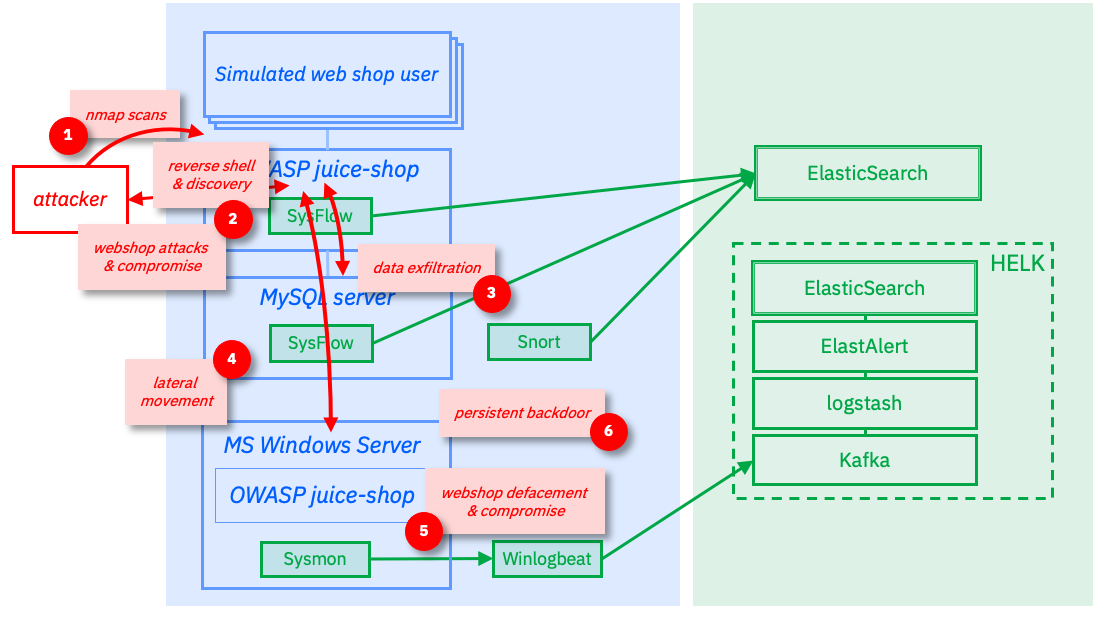 Simulated web shop user
nmap scans
1
reverse shell
& discovery
ASP juice-shop
attacker
SysFlow
2
webshop attacks
& compromise
data exfiltration
3
MySQL server
SysFlow
Snort
4
lateral
movement
persistent backdoor
6
MS Windows Server
OWASP juice-shop
webshop defacement
& compromise
5
Sysmon
Winlogbeat
ElasticSearch
HELK
ElasticSearch
ElastAlert
logstash
Kafka